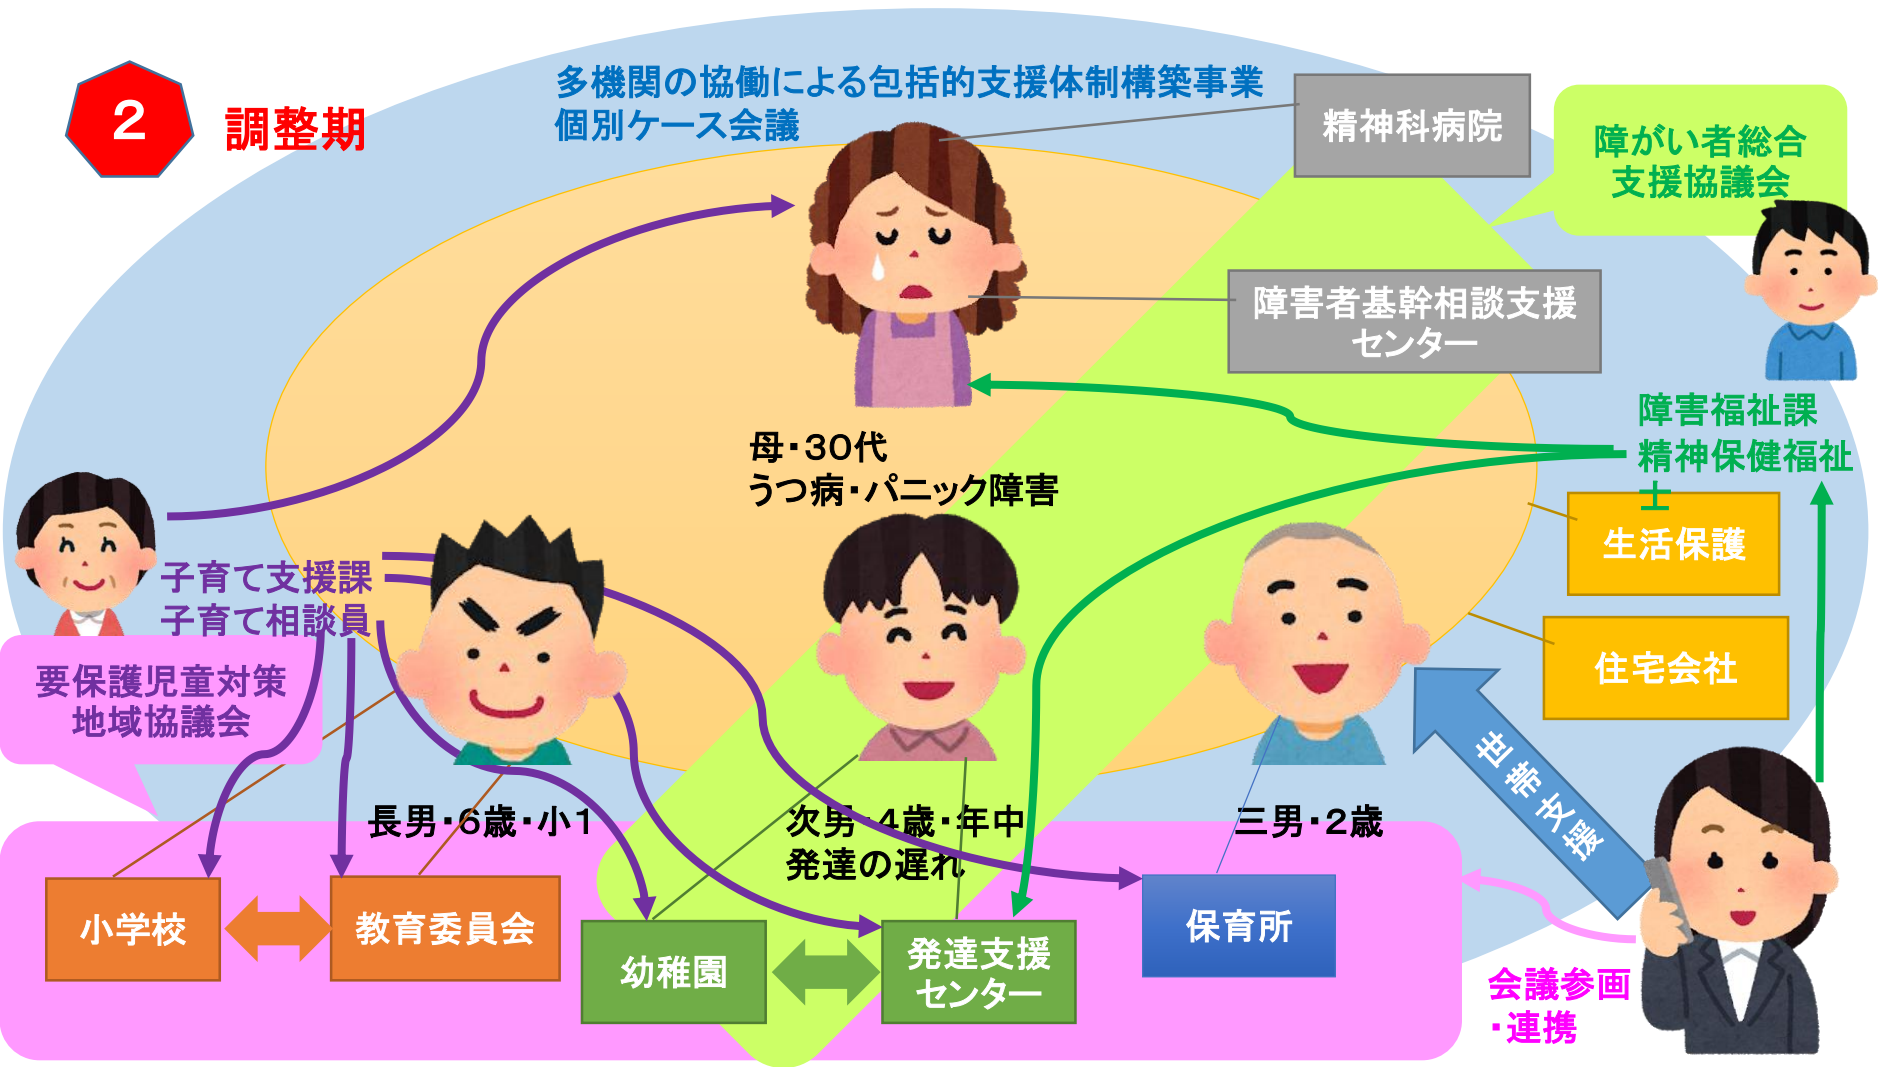 2
調整期
多機関の協働による包括的支援体制構築事業
個別ケース会議
精神科病院
障がい者総合
支援協議会
障害者基幹相談支援
センター
障害福祉課
精神保健福祉
士
母・30代
うつ病・パニック障害
生活保護
子育て支援課
子育て相談員
住宅会社
要保護児童対策
地域協議会
世帯支援
長男・6歳・小1
次男・4歳・年中
発達の遅れ
三男・2歳
小学校
教育委員会
幼稚園
発達支援
センター
保育所
会議参画
・連携